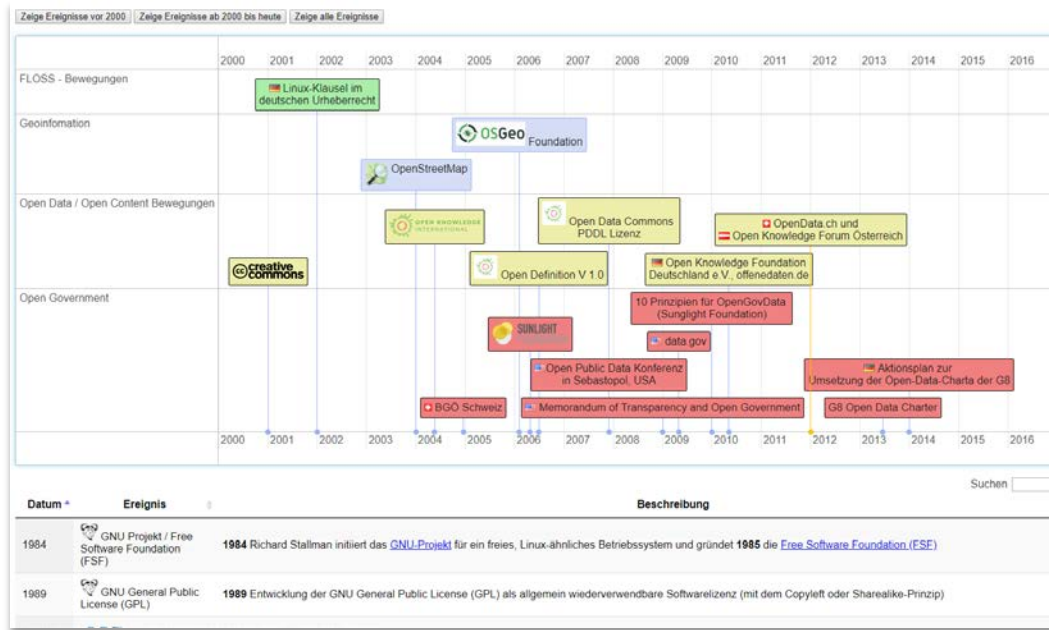 Zeige Ereignisse vor 2000 Zeige Ereignisse ab 2000 bis heute Zeige alle Ereignisse
2000 2001 2002 2003 2004 2005 2006 2007 2008 2009 2010 2011 2012 2013 2014 2015 2016
FLOSS - Bewegungen
Linux-Klausel im
deutschen Urheberrecht
Geoinfomation
OSGeo Foundation
OpenStreetMap
Open Data / Open Content Bewegungen
OPEN KNOWLEDGE
INTERNATIONAL
Open Data Commons
PDDL Lizenz
OpenData.ch und
Open Knowledge Forum Österreich
cc creative
commons
Open Definition V 1.0
Open Knowledge Foundation
Deutschland e.V., offenedaten.de
Open Government
10 Prinzipien für OpenGovData
(Sunglight Foundation)
SUNLIGHT
data.gov
Open Public Data Konferenz
in Sebastopol, USA
Aktionsplan zur
Umsetzung der Open-Data-Charta der G8
BGÖ Schweiz
Memorandum of Transparency and Open Government
G8 Open Data Charter
2000 2001 2002 2003 2004 2005 2006 2007 2008 2009 2010 2011 2012 2013 2014 2015 2016
Suchen
Datum Ereignis Beschreibung
1984
GNU Projekt / Free
Software Foundation
(FSF)
1984 Richard Stallman initiiert das GNU-Projekt für ein freies, Linux-ähnliches Betriebssystem und gründet 1985 die Free Software Foundation (FSF)
1989
GNU General Public
License (GPL)
1989 Entwicklung der GNU General Public License (GPL) als allgemein wiederverwendbare Softwarelizenz (mit dem Copyleft oder Sharealike-Prinzip)